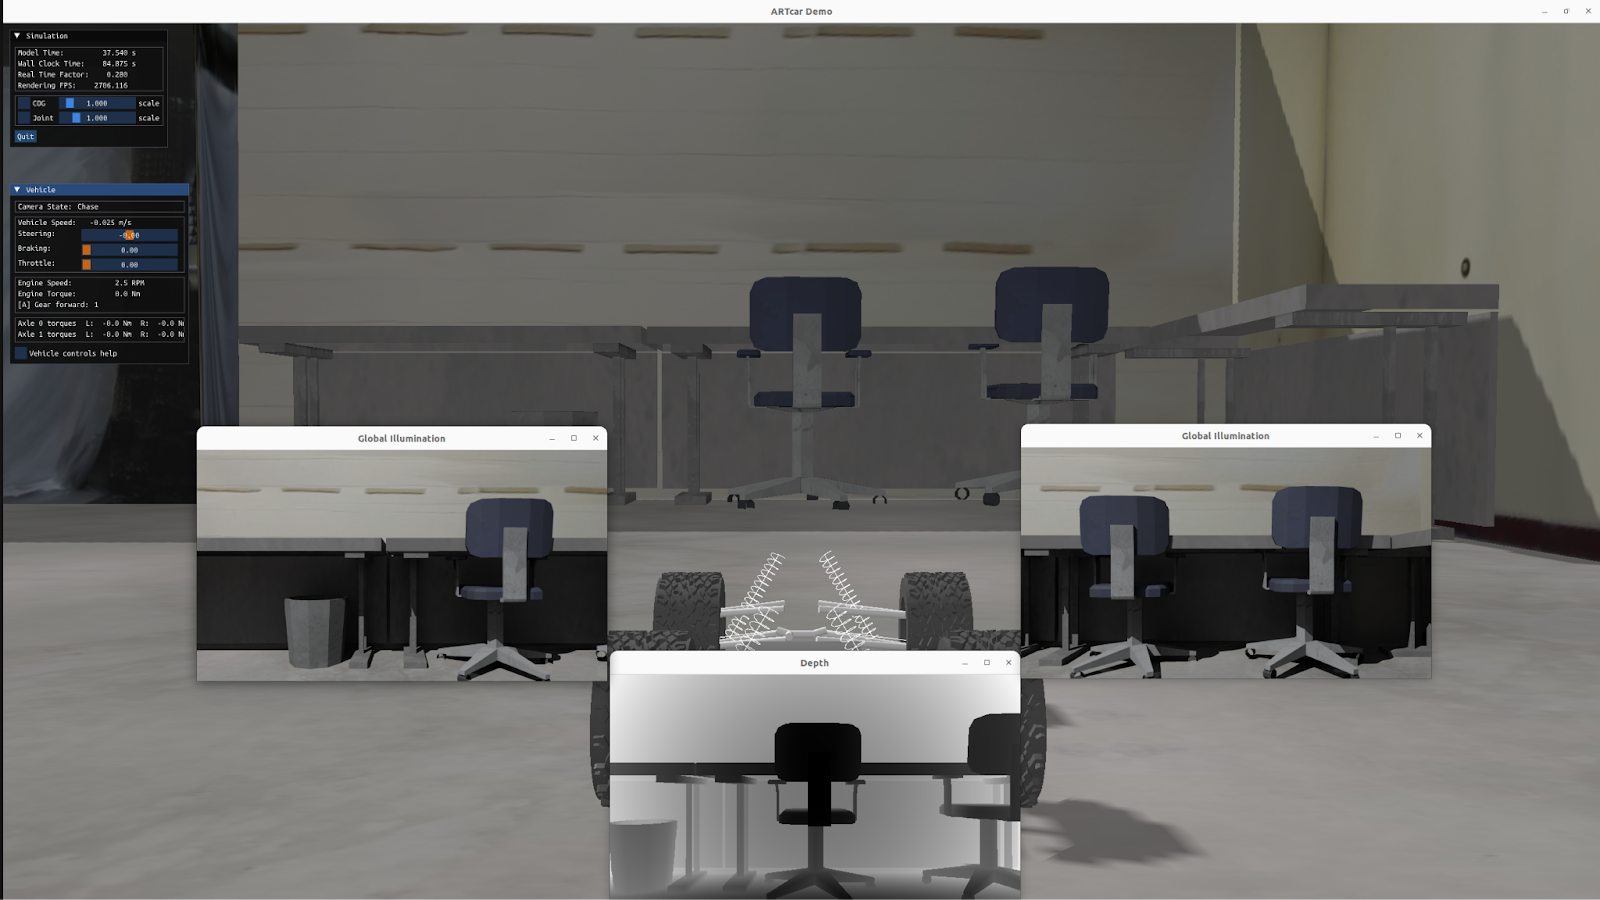 ARTcar Demo
Simulation
Model Time: 37.540 s
Wall Clock Time: 84.875 s
Real Time Factor: 0.280
Rendering FPS: 2706.116
COG 1.000 scale
Joint 1.000 scale
Quit
Vehicle
Camera State: Chase
Vehicle Speed: -0.025 m/s
Steering: -0.00
Braking: 0.00
Throttle: 0.00
Engine Speed: 2.5 RPM
Engine Torque: 0.0 Nm
[A] Gear forward: 1
Axle 0 torques L: -0.0 Nm R: -0.0 N
Axle 1 torques L: -0.0 Nm R: -0.0 N
Vehicle controls help
Global Illumination
Global Illumination
Depth